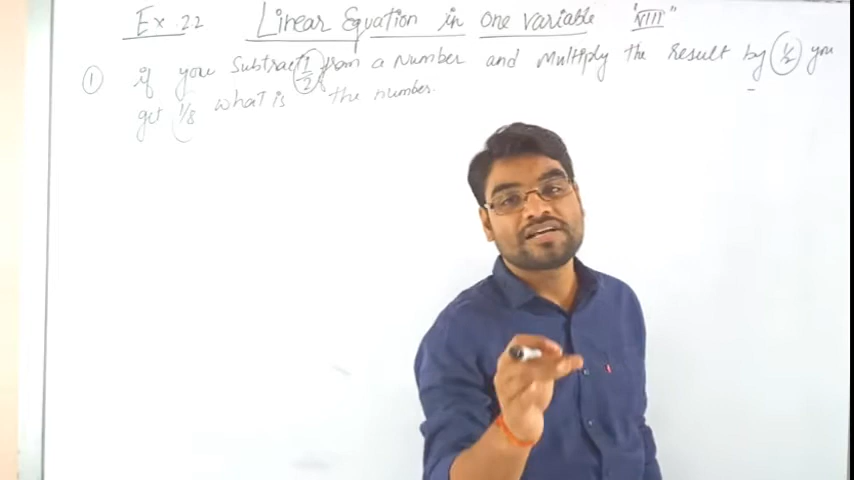 Ex. 2.2 Linear Equation in One Variable "VIII"
① if you Subtract 1/2 from a Number and Multiply the Result by 1/2 you
get 1/8 what is the number.